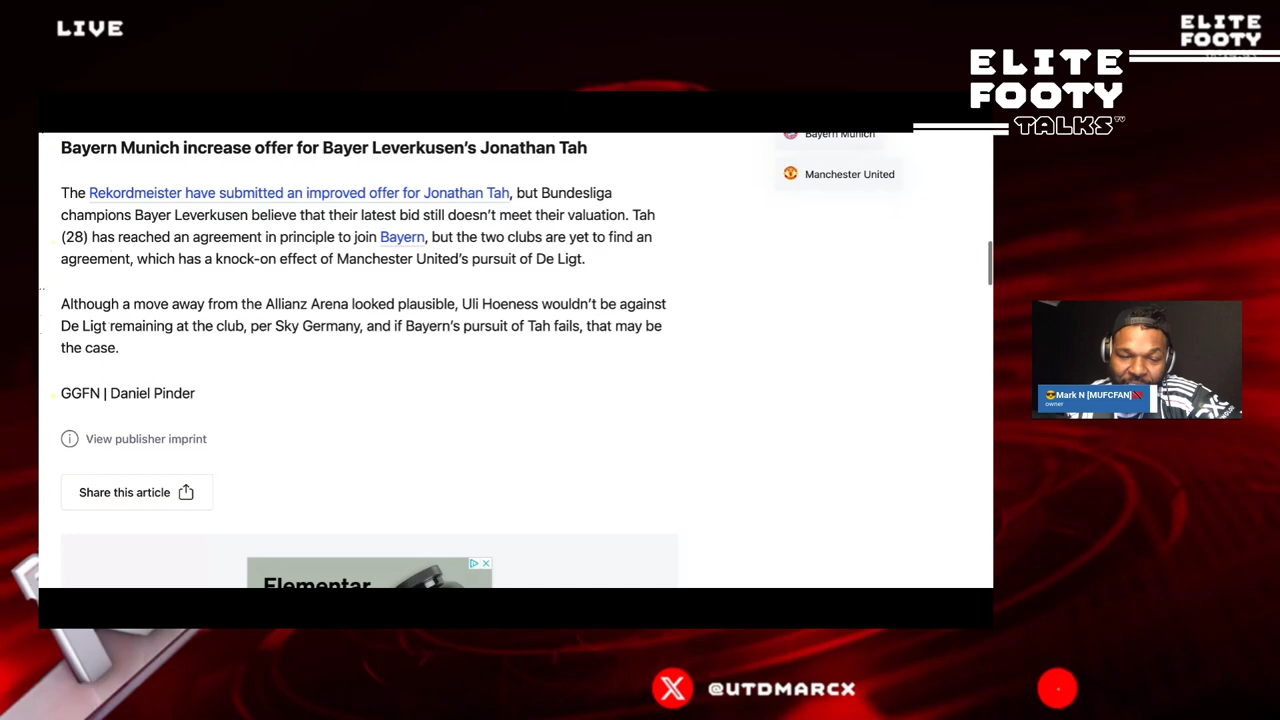 LIVE
ELITE
FOOTY
ELITE
FOOTY
TALKS TV
Bayern Munich
Manchester United
Bayern Munich increase offer for Bayer Leverkusen’s Jonathan Tah
The Rekordmeister have submitted an improved offer for Jonathan Tah, but Bundesliga
champions Bayer Leverkusen believe that their latest bid still doesn’t meet their valuation. Tah
(28) has reached an agreement in principle to join Bayern, but the two clubs are yet to find an
agreement, which has a knock-on effect of Manchester United’s pursuit of De Ligt.
Although a move away from the Allianz Arena looked plausible, Uli Hoeness wouldn’t be against
De Ligt remaining at the club, per Sky Germany, and if Bayern’s pursuit of Tah fails, that may be
the case.
GGFN | Daniel Pinder
View publisher imprint
Share this article
Elementar
😎Mark N [MUFCFAN]🇹🇹
owner
@UTDMARCX